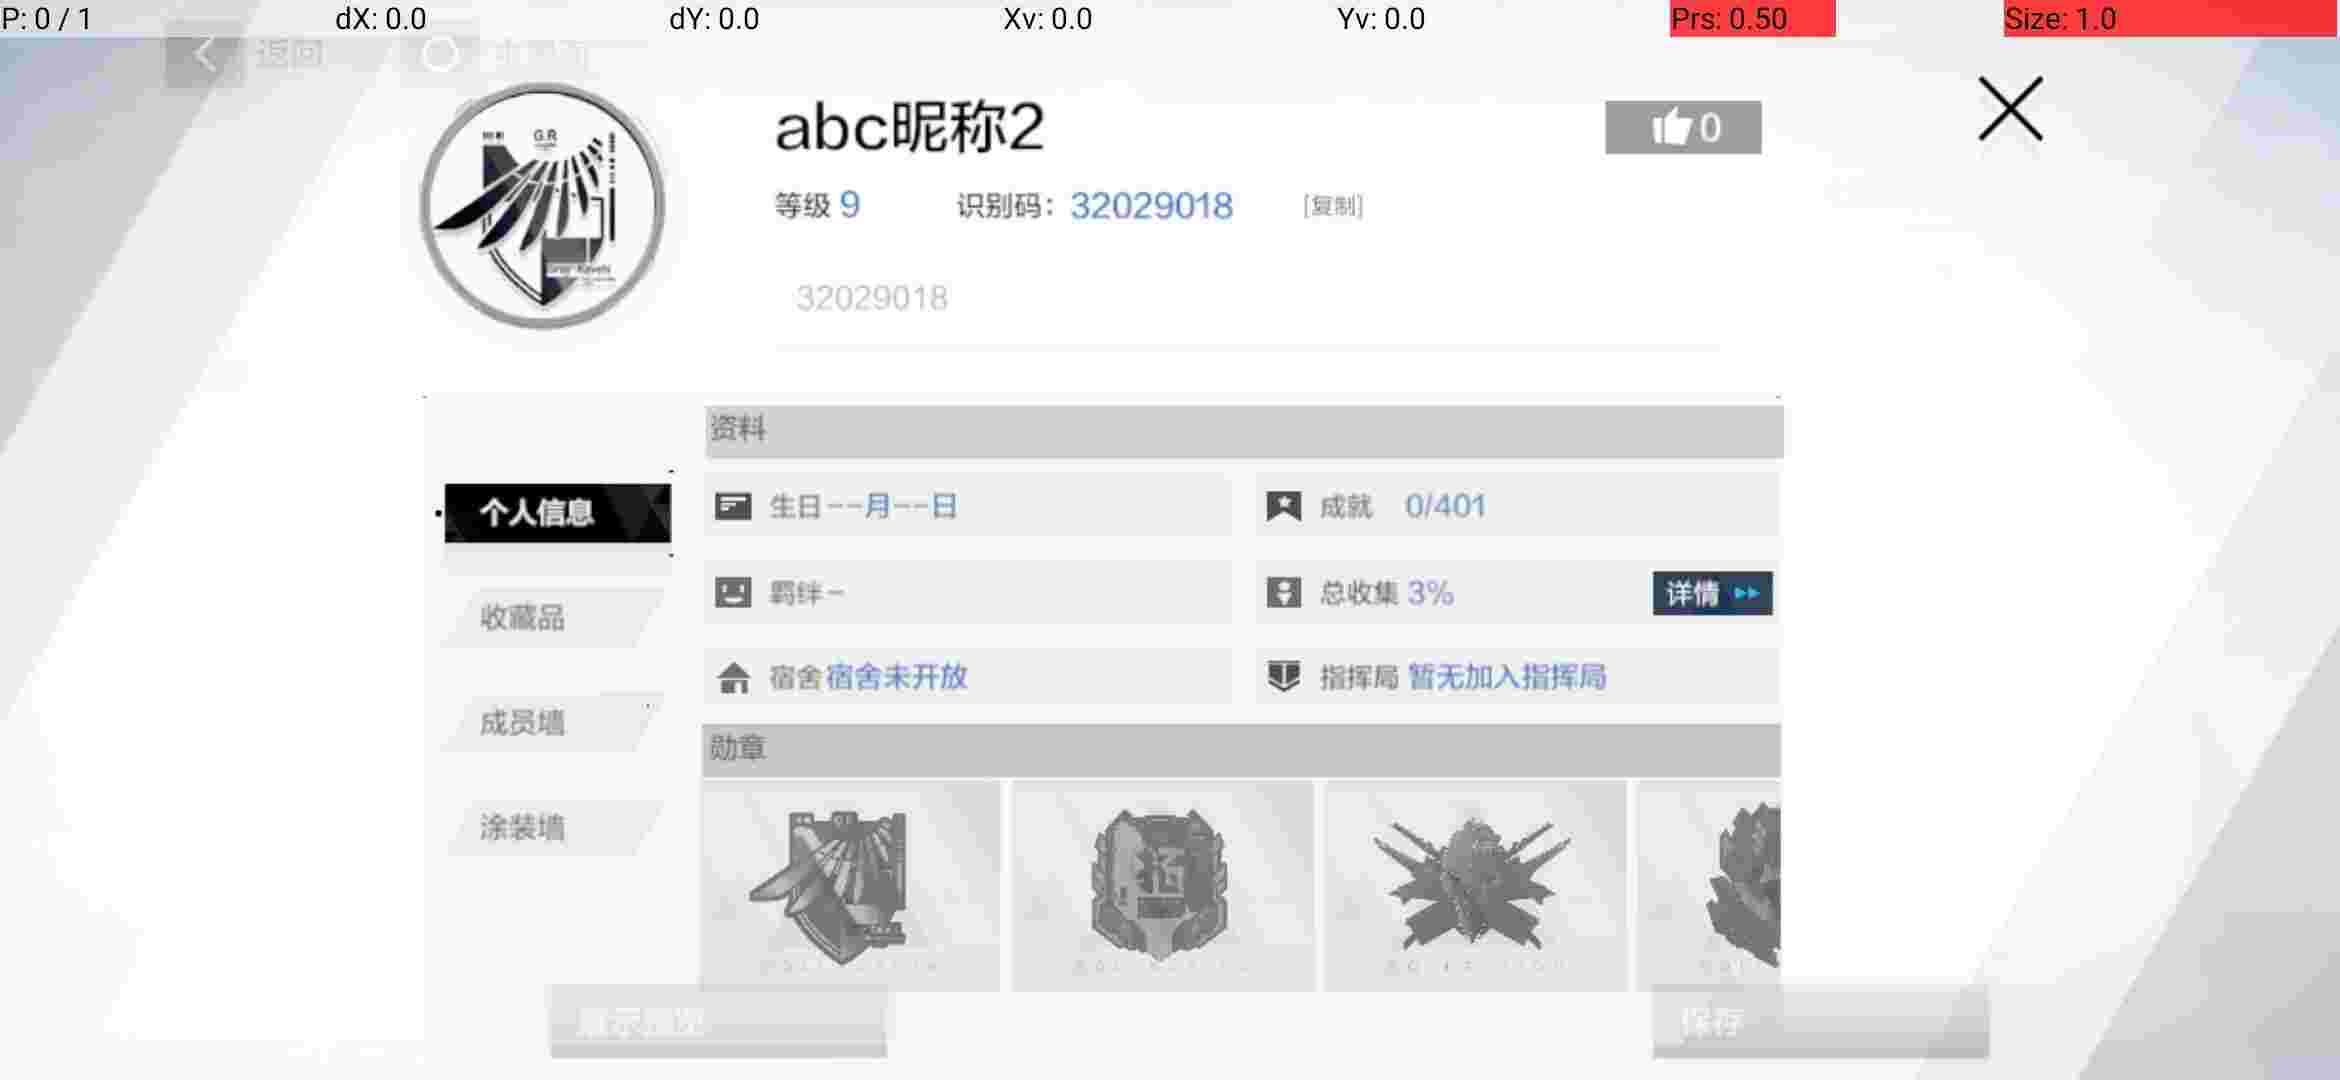 P: 0 / 1 dX: 0.0 dY: 0.0 Xv: 0.0 Yv: 0.0 Prs: 0.50 Size: 1.0
返回
G.R
abc昵称2
0
等级 9 识别码: 32029018 [复制]
32029018
资料
个人信息
收藏品
成员墙
涂装墙
生日--月--日
成就 0/401
羁绊-
总收集 3%
详情
宿舍 宿舍未开放
指挥局 暂无加入指挥局
勋章
展示预览
保存